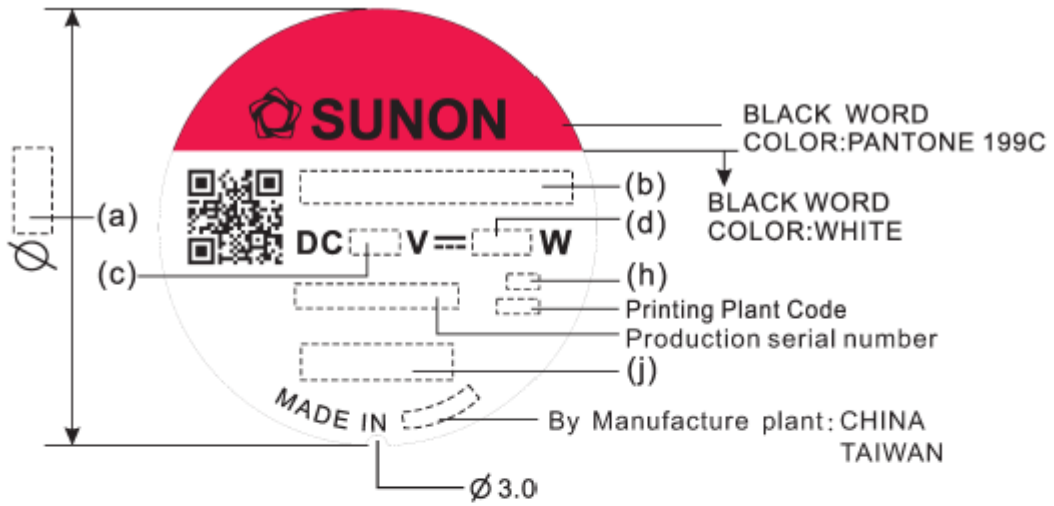 SUNON
BLACK WORD
COLOR:PANTONE 199C
(b)
BLACK WORD
COLOR:WHITE
(a)
Ø
(d)
DC V⎓ W
(c)
(h)
Printing Plant Code
Production serial number
(j)
MADE IN
By Manufacture plant: CHINA
TAIWAN
Ø 3.0